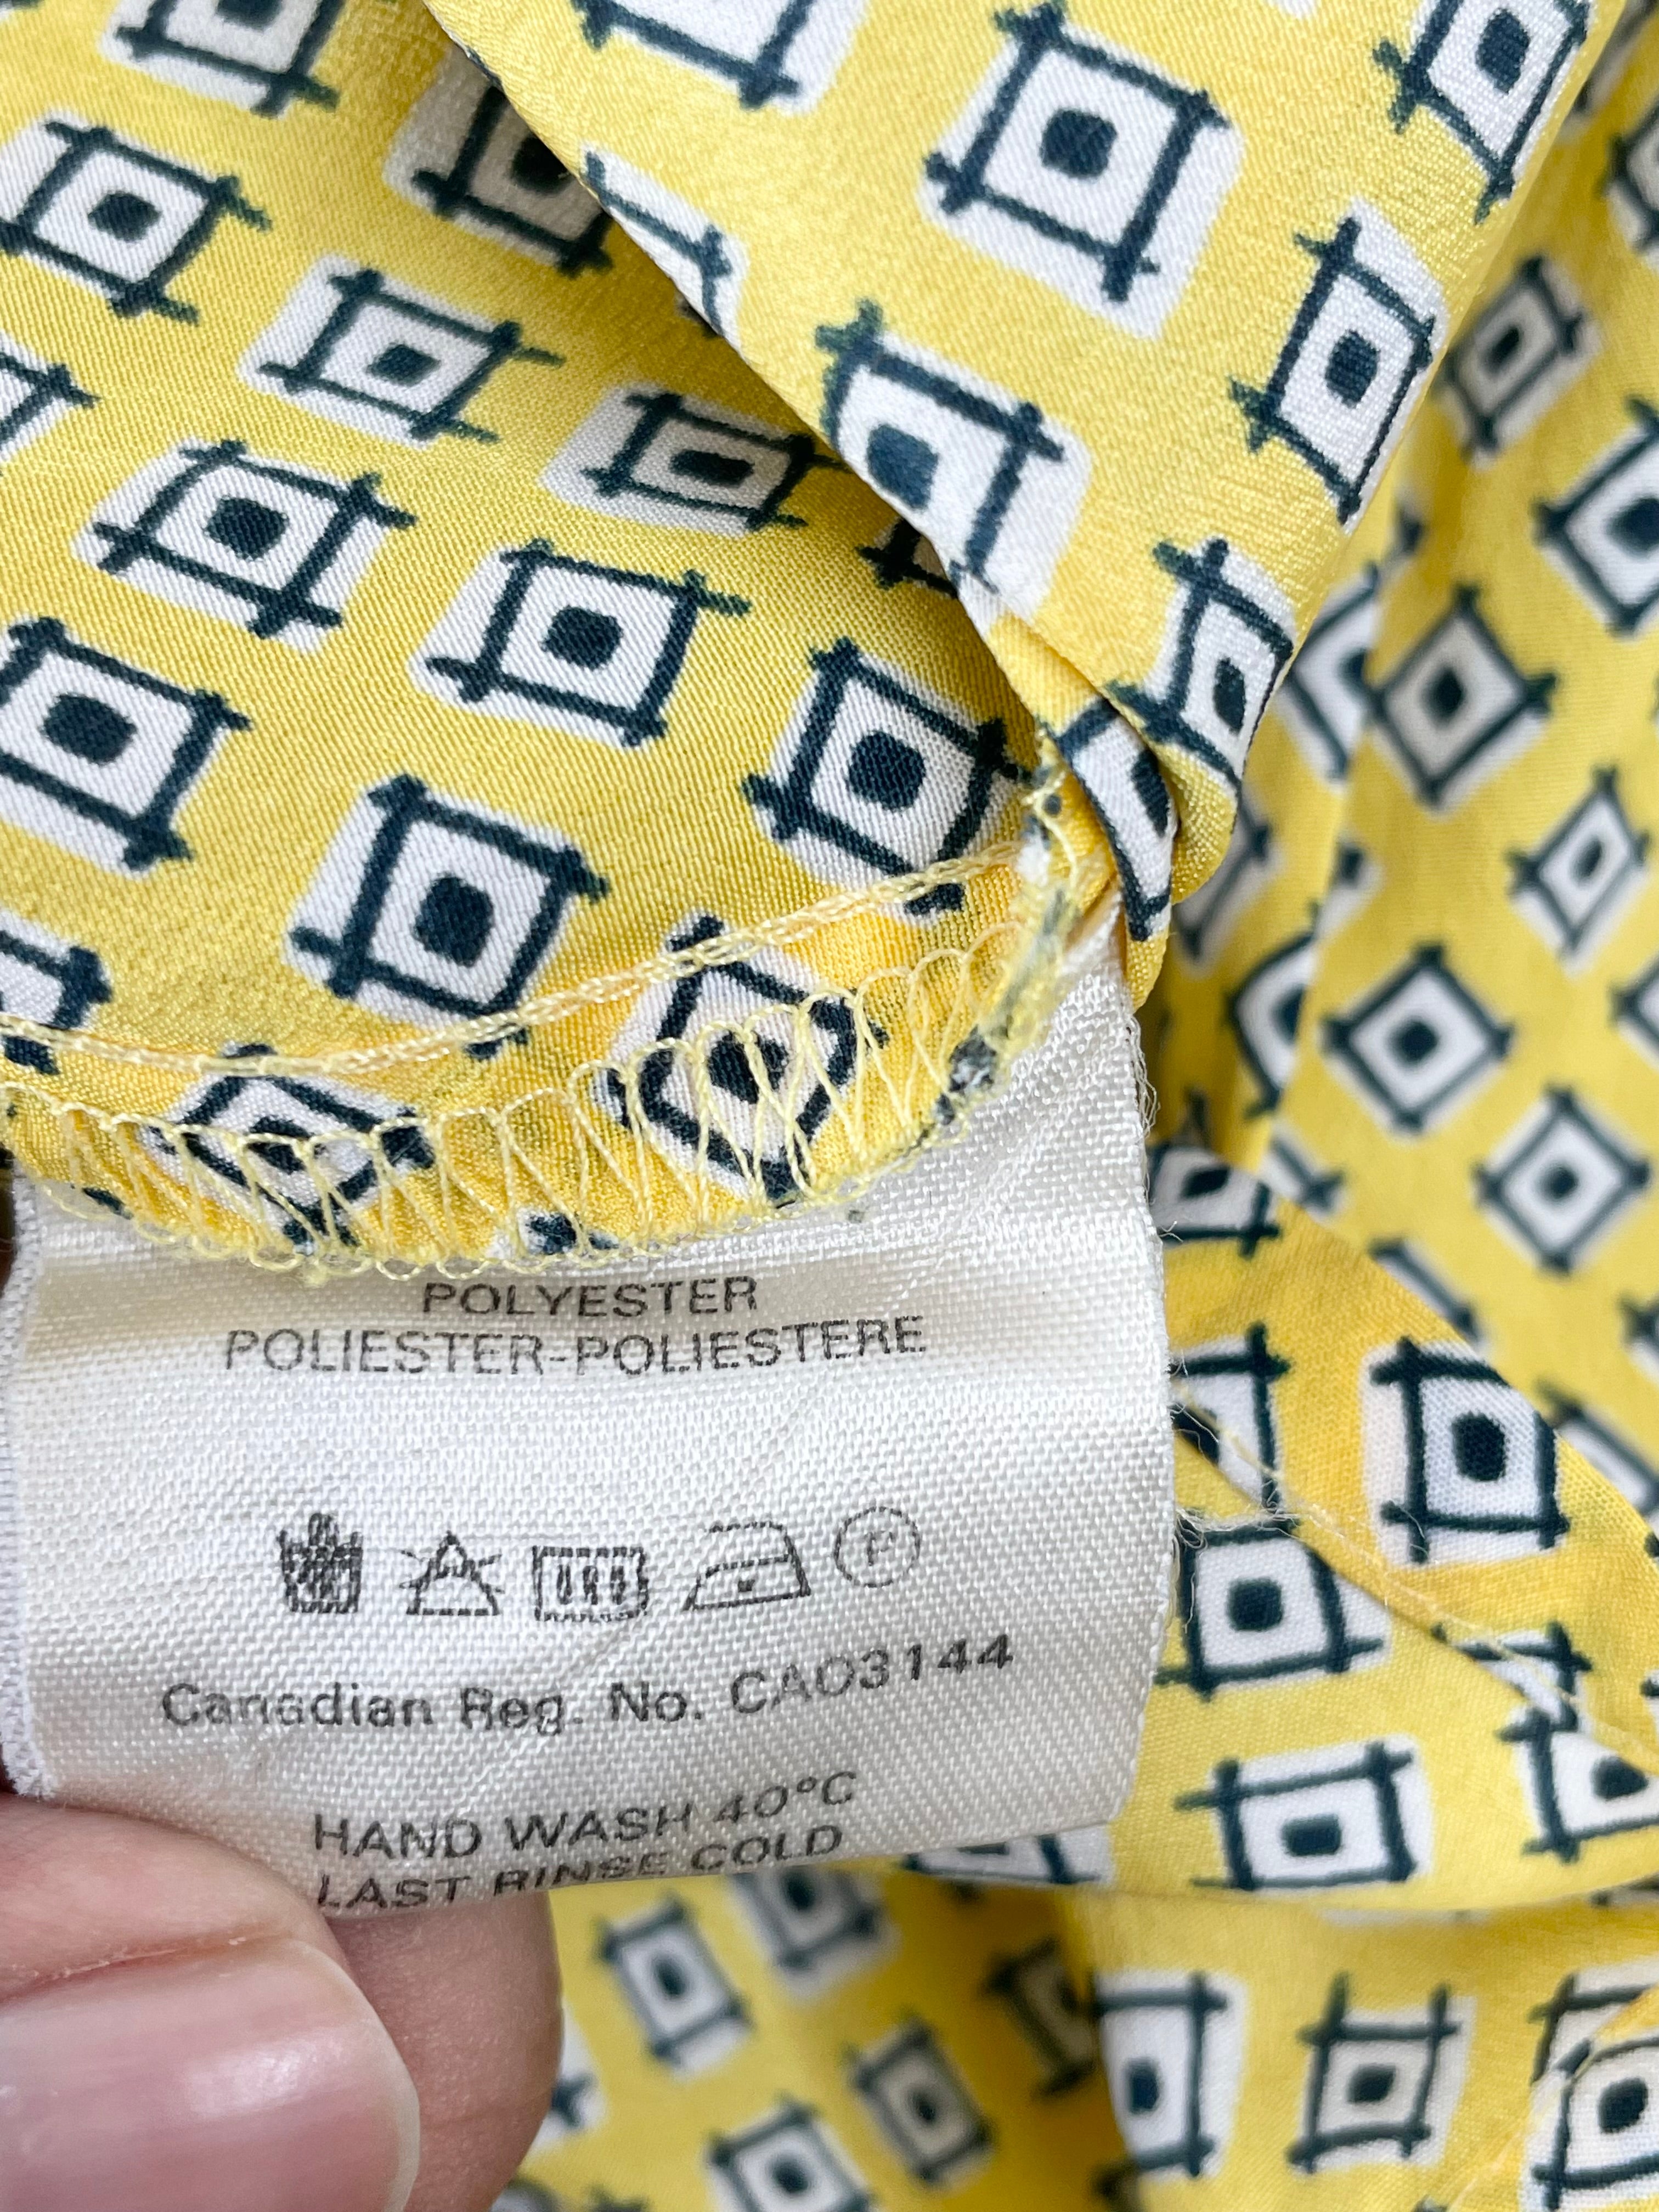 POLYESTER
POLIESTER-POLIESTERE
P
Canadian Reg. No. CA03144
HAND WASH 40°C
LAST RINSE COLD